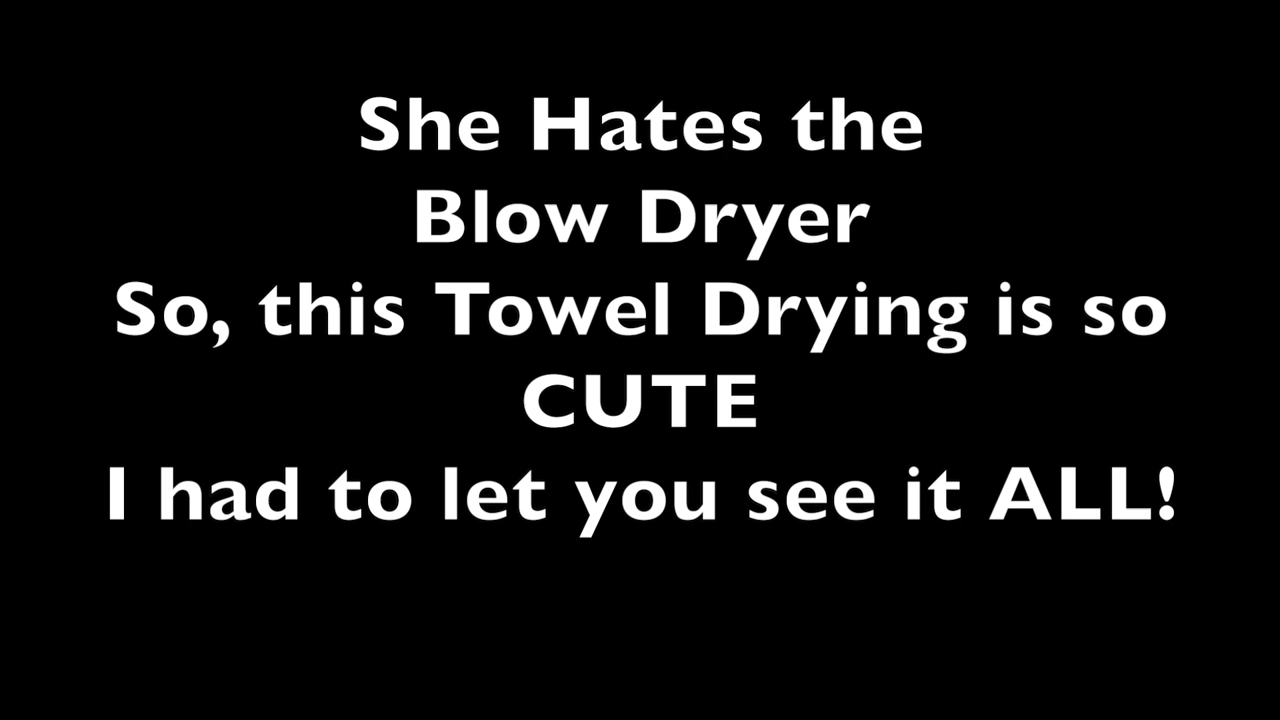 She Hates the
Blow Dryer
So, this Towel Drying is so
CUTE
I had to let you see it ALL!